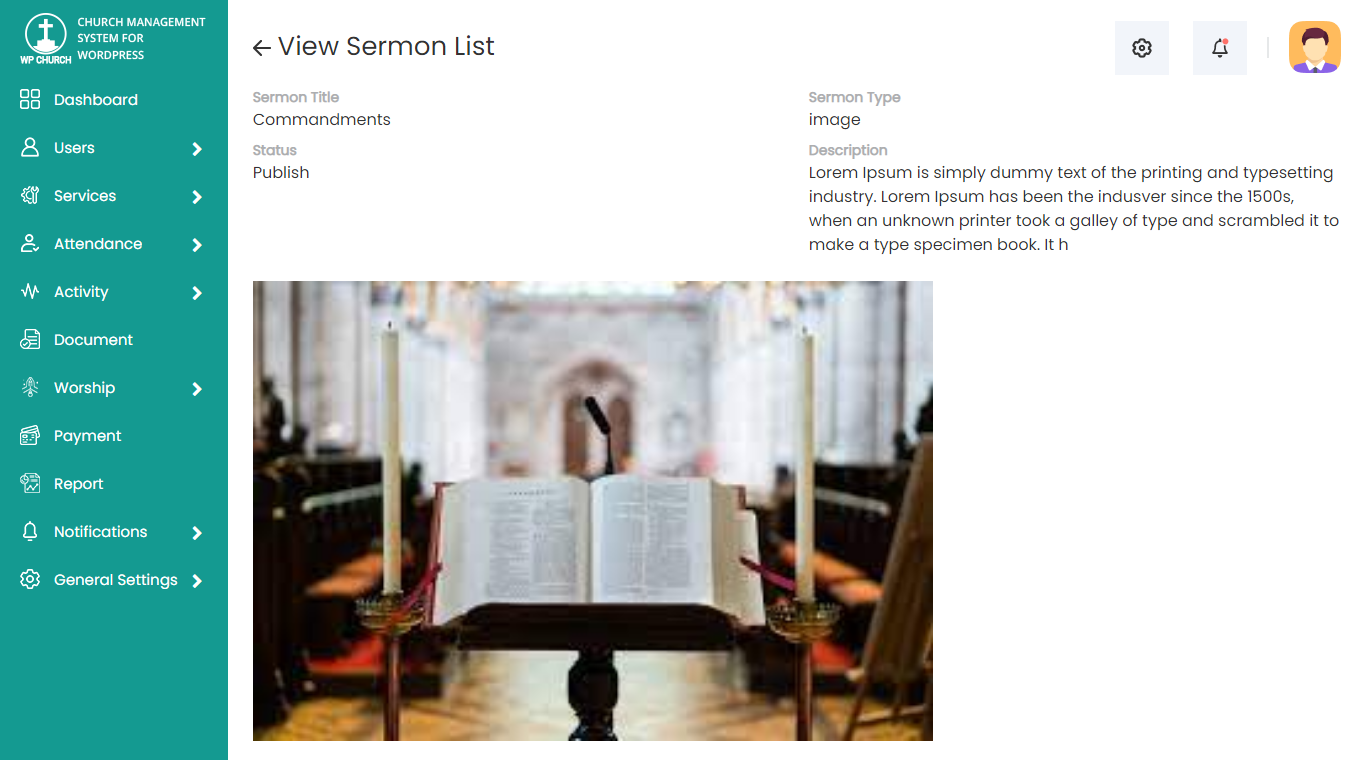 CHURCH MANAGEMENT
SYSTEM FOR
WORDPRESS
WP CHURCH
Dashboard
Users
Services
Attendance
Activity
Document
Worship
Payment
Report
Notifications
General Settings
View Sermon List
Sermon Title
Commandments
Sermon Type
image
Status
Publish
Description
Lorem Ipsum is simply dummy text of the printing and typesetting
industry. Lorem Ipsum has been the indusver since the 1500s,
when an unknown printer took a galley of type and scrambled it to
make a type specimen book. It h